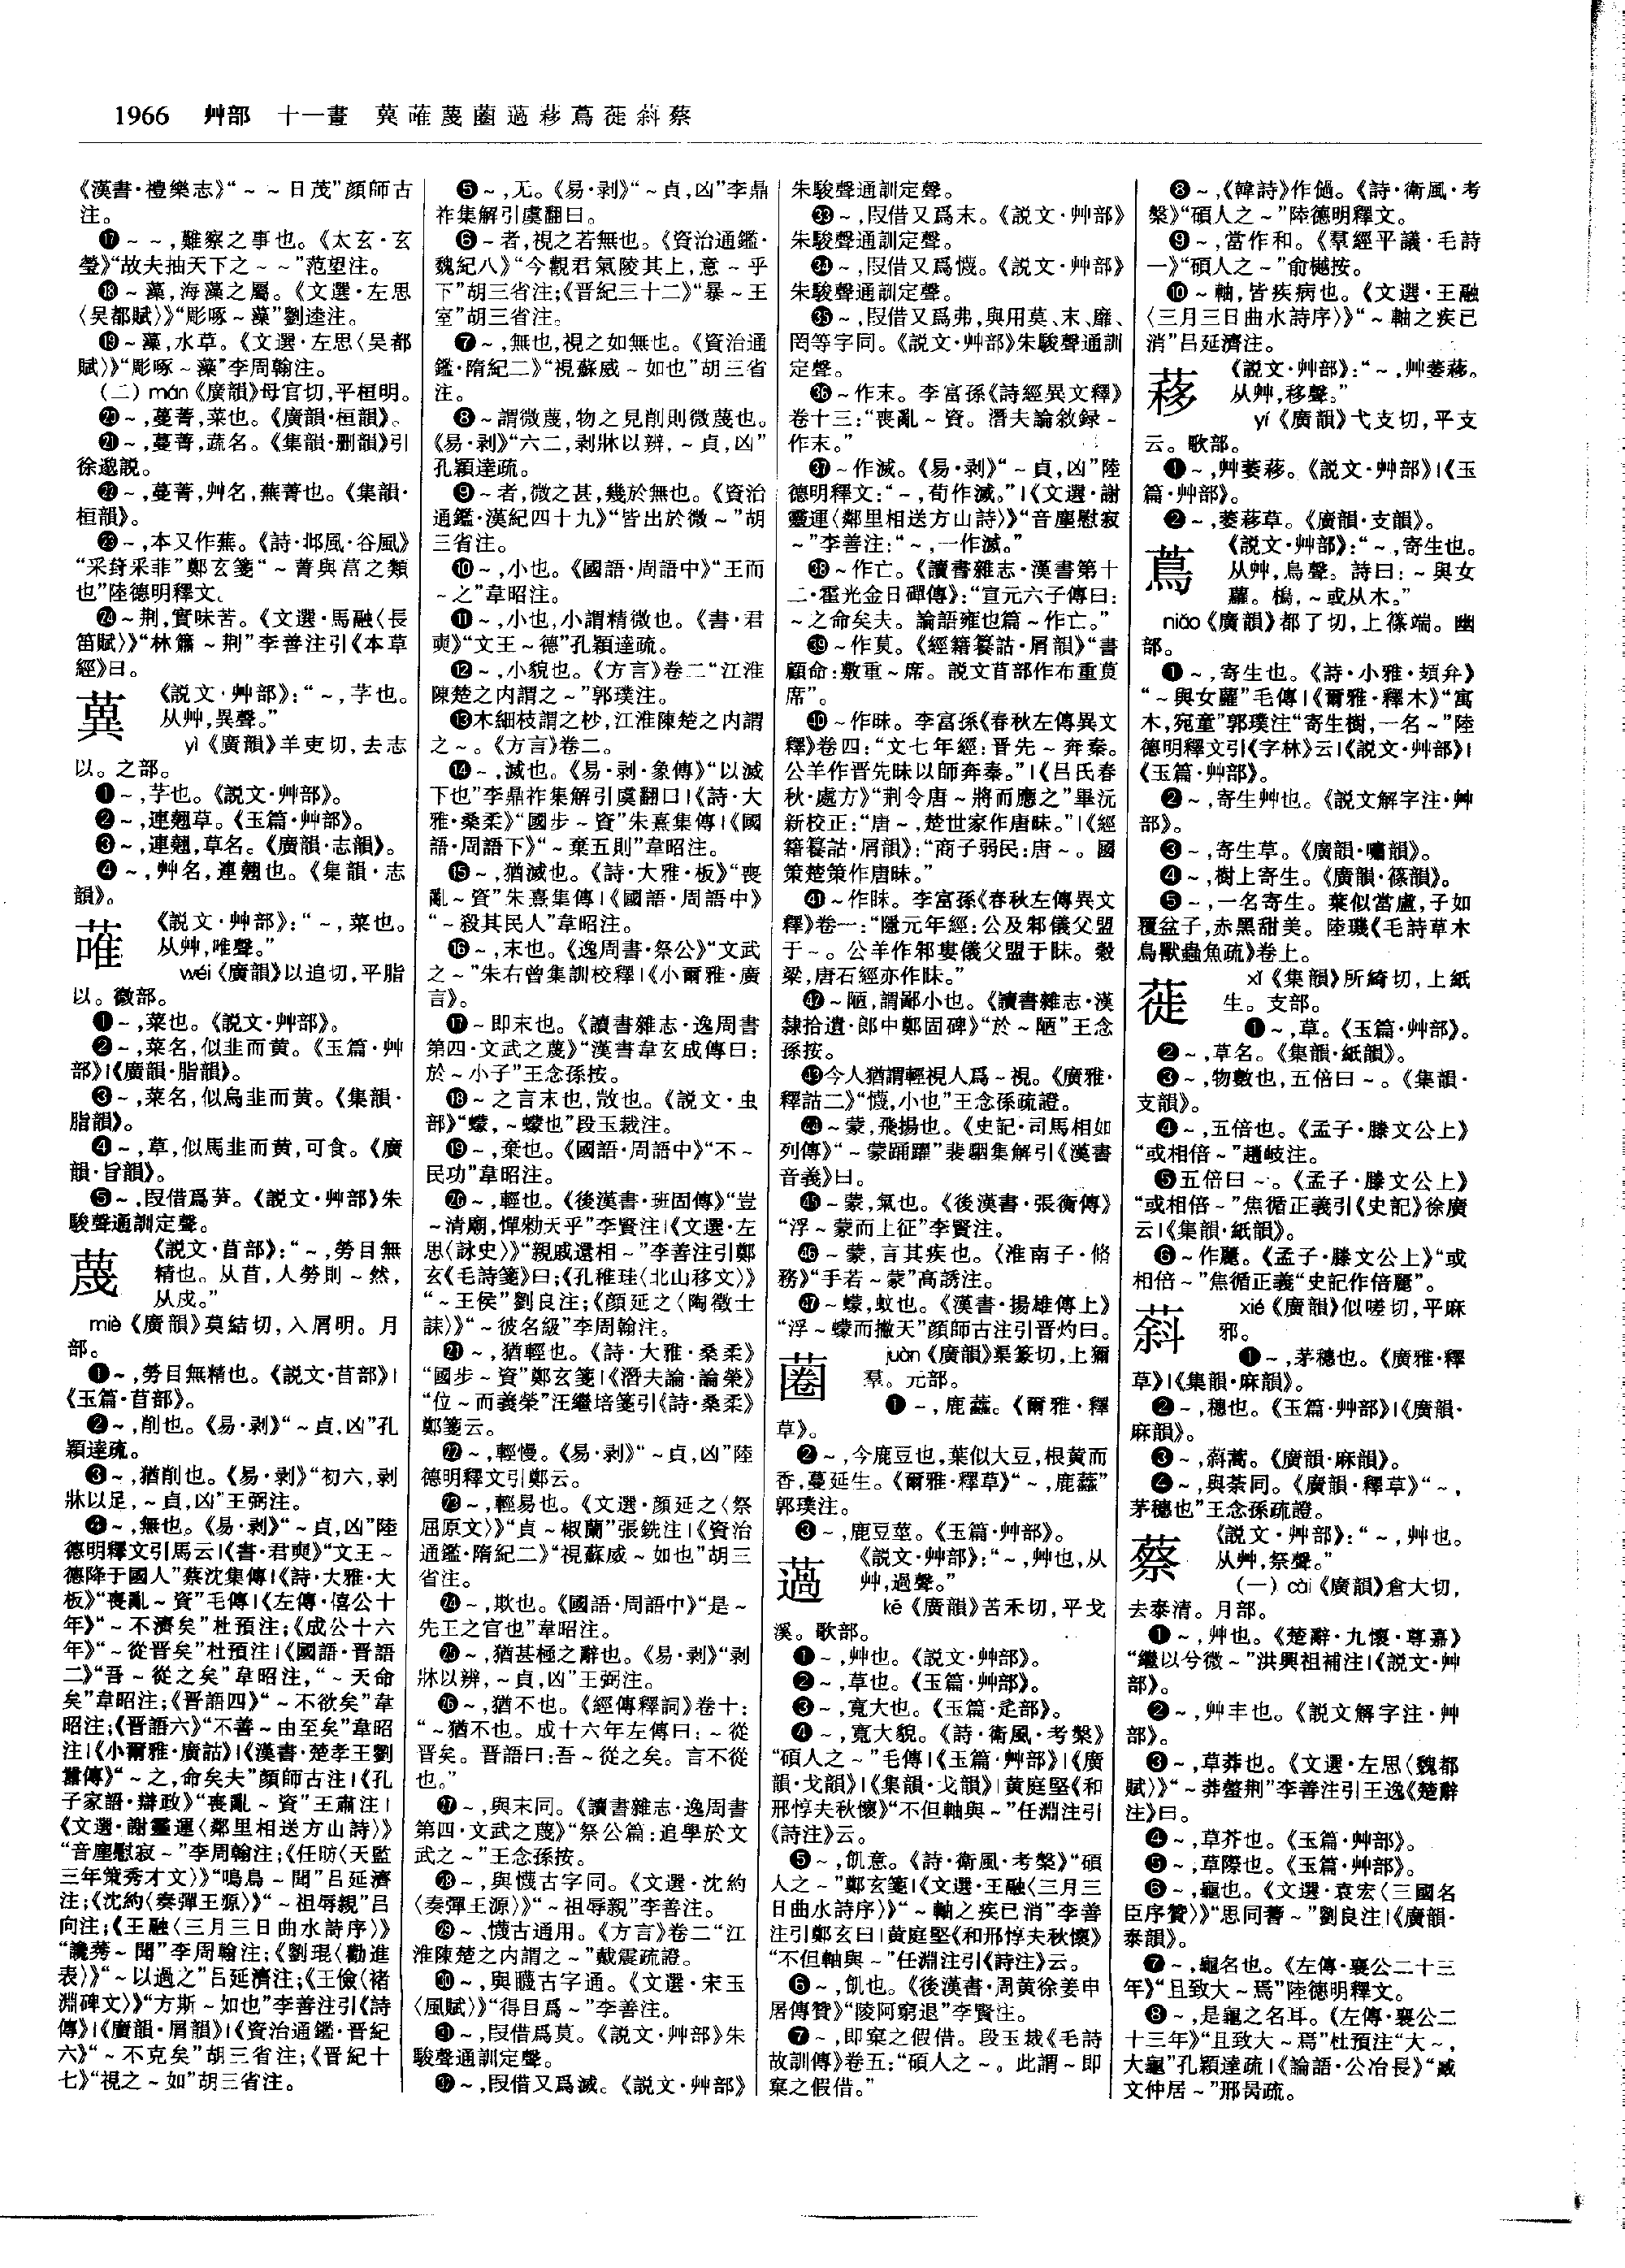 1966 艸部 十一畫 蕽蓶蔑菌薖蓚蔦蓰蓛蔡
《漢書·禮樂志》“～～日茂”顏師古
注。
⓱～～,難察之事也。《太玄·玄
瑩》“故夫抽天下之～～”范望注。
⓲～藻,海藻之屬。《文選·左思
〈吴都賦〉》“彫啄～藻”劉逵注。
⓳～藻,水草。《文選·左思〈吴都
賦〉》“彫啄～藻”李周翰注。
(二)mán《廣韻》母官切,平桓明。
⓴～,蔓菁,菜也。《廣韻·桓韻》。
㉑～,蔓菁,蔬名。《集韻·删韻》引
徐邈説。
㉒～,蔓菁,艸名,蕪菁也。《集韻·
桓韻》。
㉓～,本又作蕪。《詩·邶風·谷風》
“采葑采菲”鄭玄箋“～菁與葍之類
也”陸德明釋文。
㉔～荆,實味苦。《文選·馬融〈長
笛賦〉》“林簫～荆”李善注引《本草
經》曰。
《説文·艸部》：“～,芓也。
从艸,異聲。”
yì《廣韻》羊吏切,去志
以。之部。
❶～,芓也。《説文·艸部》。
❷～,連翹草。《玉篇·艸部》。
❸～,連翹,草名。《廣韻·志韻》。
❹～,艸名,連翹也。《集韻·志
韻》。
蓶
《説文·艸部》：“～,菜也。
从艸,唯聲。”
wéi《廣韻》以追切,平脂
以。微部。
❶～,菜也。《説文·艸部》。
❷～,菜名,似韭而黄。《玉篇·艸
部》|《廣韻·脂韻》。
❸～,菜名,似烏韭而黄。《集韻·
脂韻》。
❹～,草,似馬韭而黄,可食。《廣
韻·旨韻》。
❺～,叚借爲芛。《説文·艸部》朱
駿聲通訓定聲。
蔑
《説文·苜部》：“～,勞目無
精也。从苜,人勞則～然,
从戍。”
miè《廣韻》莫結切,入屑明。月
部。
❶～,勞目無精也。《説文·苜部》|
《玉篇·苜部》。
❷～,削也。《易·剥》“～貞,凶”孔
穎達疏。
❸～,猶削也。《易·剥》“初六,剥
牀以足,～貞,凶”王弼注。
❹～,無也。《易·剥》“～貞,凶”陸
德明釋文引馬云|《書·君奭》“文王～
德降于國人”蔡沈集傳|《詩·大雅·大
板》“喪亂～資”毛傳|《左傳·僖公十
年》“～不濟矣”杜預注;《成公十六
年》“～從晋矣”杜預注|《國語·晋語
二》“吾～從之矣”韋昭注,“～天命
矣”韋昭注;《晋語四》“～不欲矣”韋
昭注;《晋語六》“不善～由至矣”韋昭
注|《小爾雅·廣詁》|《漢書·楚孝王劉
囂傳》“～之,命矣夫”顏師古注|《孔
子家語·辯政》“喪亂～資”王肅注|
《文選·謝靈運〈鄰里相送方山詩〉》
“音塵慰寂～”李周翰注;《任昉〈天監
三年策秀才文〉》“鳴鳥～聞”吕延濟
注;《沈約〈奏彈王源〉》“～祖辱親”吕
向注;《王融〈三月三日曲水詩序〉》
“讒莠～聞”李周翰注;《劉琨〈勸進
表〉》“～以過之”吕延濟注;《王儉〈褚
淵碑文〉》“方斯～如也”李善注引《詩
傳》|《廣韻·屑韻》|《資治通鑑·晋紀
六》“～不克矣”胡三省注;《晋紀十
七》“視之～如”胡三省注。
❺～,无。《易·剥》“～貞,凶”李鼎
祚集解引虞翻曰。
❻～者,視之若無也。《資治通鑑·
魏紀八》“今觀君氣陵其上,意～乎
下”胡三省注;《晋紀三十二》“暴～王
室”胡三省注。
❼～,無也,視之如無也。《資治通
鑑·隋紀二》“視蘇威～如也”胡三省
注。
❽～謂微蔑,物之見削則微蔑也。
《易·剥》“六二,剥牀以辨,～貞,凶”
孔穎達疏。
❾～者,微之甚,幾於無也。《資治
通鑑·漢紀四十九》“皆出於微～”胡
三省注。
❿～,小也。《國語·周語中》“王而
～之”韋昭注。
⓫～,小也,小謂精微也。《書·君
奭》“文王～德”孔穎達疏。
⓬～,小貌也。《方言》卷二“江淮
陳楚之内謂之～”郭璞注。
⓭木細枝謂之杪,江淮陳楚之内謂
之～。《方言》卷二。
⓮～,滅也。《易·剥·象傳》“以滅
下也”李鼎祚集解引虞翻曰|《詩·大
雅·桑柔》“國步～資”朱熹集傳|《國
語·周語下》“～棄五則”韋昭注。
⓯～,猶滅也。《詩·大雅·板》“喪
亂～資”朱熹集傳|《國語·周語中》
“～殺其民人”韋昭注。
⓰～,末也。《逸周書·祭公》“文武
之～”朱右曾集訓校釋|《小爾雅·廣
言》。
⓱～即末也。《讀書雜志·逸周書
第四·文武之蔑》“漢書韋玄成傳曰：
於～小子”王念孫按。
⓲～之言末也,㪚也。《説文·虫
部》“蠓,～蠓也”段玉裁注。
⓳～,棄也。《國語·周語中》“不～
民功”韋昭注。
⓴～,輕也。《後漢書·班固傳》“豈
～清廟,憚勑天乎”李賢注|《文選·左
思〈詠史〉》“親戚還相～”李善注引鄭
玄《毛詩箋》曰;《孔稚珪〈北山移文〉》
“～王侯”劉良注;《顏延之〈陶徵士
誄〉》“～彼名級”李周翰注。
㉑～,猶輕也。《詩·大雅·桑柔》
“國步～資”鄭玄箋|《潛夫論·論榮》
“位～而義榮”汪繼培箋引《詩·桑柔》
鄭箋云。
㉒～,輕慢。《易·剥》“～貞,凶”陸
德明釋文引鄭云。
㉓～,輕易也。《文選·顏延之〈祭
屈原文〉》“貞～椒蘭”張銑注|《資治
通鑑·隋紀二》“視蘇威～如也”胡三
省注。
㉔～,欺也。《國語·周語中》“是～
先王之官也”韋昭注。
㉕～,猶甚極之辭也。《易·剥》“剥
牀以辨,～貞,凶”王弼注。
㉖～,猶不也。《經傳釋詞》卷十：
“～猶不也。成十六年左傳曰：～從
晋矣。晋語曰：吾～從之矣。言不從
也。”
㉗～,與末同。《讀書雜志·逸周書
第四·文武之蔑》“祭公篇：追學於文
武之～”王念孫按。
㉘～,與懱古字同。《文選·沈約
〈奏彈王源〉》“～祖辱親”李善注。
㉙～、懱古通用。《方言》卷二“江
淮陳楚之内謂之～”戴震疏證。
㉚～,與䁾古字通。《文選·宋玉
〈風賦〉》“得目爲～”李善注。
㉛～,叚借爲莫。《説文·艸部》朱
駿聲通訓定聲。
㉜～,叚借又爲滅。《説文·艸部》
朱駿聲通訓定聲。
㉝～,叚借又爲末。《説文·艸部》
朱駿聲通訓定聲。
㉞～,叚借又爲懱。《説文·艸部》
朱駿聲通訓定聲。
㉟～,叚借又爲弗,與用莫、末、靡、
罔等字同。《説文·艸部》朱駿聲通訓
定聲。
㊱～作末。李富孫《詩經異文釋》
卷十三：“喪亂～資。潛夫論敘録～
作末。”
㊲～作滅。《易·剥》“～貞,凶”陸
德明釋文：“～,荀作滅。”|《文選·謝
靈運〈鄰里相送方山詩〉》“音塵慰寂
～”李善注：“～,一作滅。”
㊳～作亡。《讀書雜志·漢書第十
二·霍光金日磾傳》：“宣元六子傳曰：
～之命矣夫。論語雍也篇～作亡。”
㊴～作莫。《經籍籑詁·屑韻》“書
顧命：敷重～席。説文苜部作布重莫
席”。
㊵～作眜。李富孫《春秋左傳異文
釋》卷四：“文七年經：晋先～奔秦。
公羊作晋先眜以師奔秦。”|《吕氏春
秋·處方》“荆令唐～將而應之”畢沅
新校正：“唐～,楚世家作唐眜。”|《經
籍籑詁·屑韻》：“商子弱民：唐～。國
策楚策作唐眜。”
㊶～作眜。李富孫《春秋左傳異文
釋》卷一：“隱元年經：公及邾儀父盟
于～。公羊作邾婁儀父盟于眜。穀
梁,唐石經亦作眜。”
㊷～陋,謂鄙小也。《讀書雜志·漢
隸拾遺·郎中鄭固碑》“於～陋”王念
孫按。
㊸今人猶謂輕視人爲～視。《廣雅·
釋詁二》“懱,小也”王念孫疏證。
㊹～蒙,飛揚也。《史記·司馬相如
列傳》“～蒙踊躍”裴駰集解引《漢書
音義》曰。
㊺～蒙,氣也。《後漢書·張衡傳》
“浮～蒙而上征”李賢注。
㊻～蒙,言其疾也。《淮南子·脩
務》“手若～蒙”高誘注。
㊼～蠓,蚊也。《漢書·揚雄傳上》
“浮～蠓而撇天”顏師古注引晋灼曰。
juàn《廣韻》渠篆切,上獮
羣。元部。
❶～,鹿藿。《爾雅·釋
草》。
❷～,今鹿豆也,葉似大豆,根黄而
香,蔓延生。《爾雅·釋草》“～,鹿藿”
郭璞注。
❸～,鹿豆莖。《玉篇·艸部》。
薖
《説文·艸部》：“～,艸也,从
艸,過聲。”
kē《廣韻》苦禾切,平戈
溪。歌部。
❶～,艸也。《説文·艸部》。
❷～,草也。《玉篇·艸部》。
❸～,寬大也。《玉篇·辵部》。
❹～,寬大貌。《詩·衛風·考槃》
“碩人之～”毛傳|《玉篇·艸部》|《廣
韻·戈韻》|《集韻·戈韻》|黄庭堅《和
邢惇夫秋懷》“不但軸與～”任淵注引
《詩注》云。
❺～,飢意。《詩·衛風·考槃》“碩
人之～”鄭玄箋|《文選·王融〈三月三
日曲水詩序〉》“～軸之疾已消”李善
注引鄭玄曰|黄庭堅《和邢惇夫秋懷》
“不但軸與～”任淵注引《詩注》云。
❻～,飢也。《後漢書·周黄徐姜申
屠傳贊》“陵阿窮退”李賢注。
❼～,即窠之假借。段玉裁《毛詩
故訓傳》卷五：“碩人之～。此謂～即
窠之假借。”
❽～,《韓詩》作𠊰。《詩·衛風·考
槃》“碩人之～”陸德明釋文。
❾～,當作和。《羣經平議·毛詩
一》“碩人之～”俞樾按。
❿～軸,皆疾病也。《文選·王融
〈三月三日曲水詩序〉》“～軸之疾已
消”吕延濟注。
《説文·艸部》：“～,艸萎䔟。
从艸,移聲。”
yí《廣韻》弋支切,平支
云。歌部。
❶～,艸萎䔟。《説文·艸部》|《玉
篇·艸部》。
❷～,萎䔟草。《廣韻·支韻》。
蔦
《説文·艸部》：“～,寄生也。
从艸,鳥聲。詩曰：～與女
蘿。樢,～或从木。”
niǎo《廣韻》都了切,上篠端。幽
部。
❶～,寄生也。《詩·小雅·頍弁》
“～與女蘿”毛傳|《爾雅·釋木》“寓
木,宛童”郭璞注“寄生樹,一名～”陸
德明釋文引《字林》云|《説文·艸部》|
《玉篇·艸部》。
❷～,寄生艸也。《説文解字注·艸
部》。
❸～,寄生草。《廣韻·嘯韻》。
❹～,樹上寄生。《廣韻·篠韻》。
❺～,一名寄生。葉似當盧,子如
覆盆子,赤黑甜美。陸璣《毛詩草木
鳥獸蟲魚疏》卷上。
蓰
xǐ《集韻》所綺切,上紙
生。支部。
❶～,草。《玉篇·艸部》。
❷～,草名。《集韻·紙韻》。
❸～,物數也,五倍曰～。《集韻·
支韻》。
❹～,五倍也。《孟子·滕文公上》
“或相倍～”趙岐注。
❺五倍曰～。《孟子·滕文公上》
“或相倍～”焦循正義引《史記》徐廣
云|《集韻·紙韻》。
❻～作麗。《孟子·滕文公上》“或
相倍～”焦循正義“史記作倍麗”。
xié《廣韻》似嗟切,平麻
邪。
❶～,茅穗也。《廣雅·釋
草》|《集韻·麻韻》。
❷～,穗也。《玉篇·艸部》|《廣韻·
麻韻》。
❸～,蒳蒿。《廣韻·麻韻》。
❹～,與荼同。《廣韻·釋草》“～,
茅穗也”王念孫疏證。
蔡
《説文·艸部》：“～,艸也。
从艸,祭聲。”
(一)cài《廣韻》倉大切,
去泰清。月部。
❶～,艸也。《楚辭·九懷·尊嘉》
“繼以兮微～”洪興祖補注|《説文·艸
部》。
❷～,艸丰也。《説文解字注·艸
部》。
❸～,草莽也。《文選·左思〈魏都
賦〉》“～莽螫荆”李善注引王逸《楚辭
注》曰。
❹～,草芥也。《玉篇·艸部》。
❺～,草際也。《玉篇·艸部》。
❻～,龜也。《文選·袁宏〈三國名
臣序贊〉》“思同蓍～”劉良注|《廣韻·
泰韻》。
❼～,龜名也。《左傳·襄公二十三
年》“且致大～焉”陸德明釋文。
❽～,是龜之名耳。《左傳·襄公二
十三年》“且致大～焉”杜預注“大～,
大龜”孔穎達疏|《論語·公冶長》“臧
文仲居～”邢昺疏。